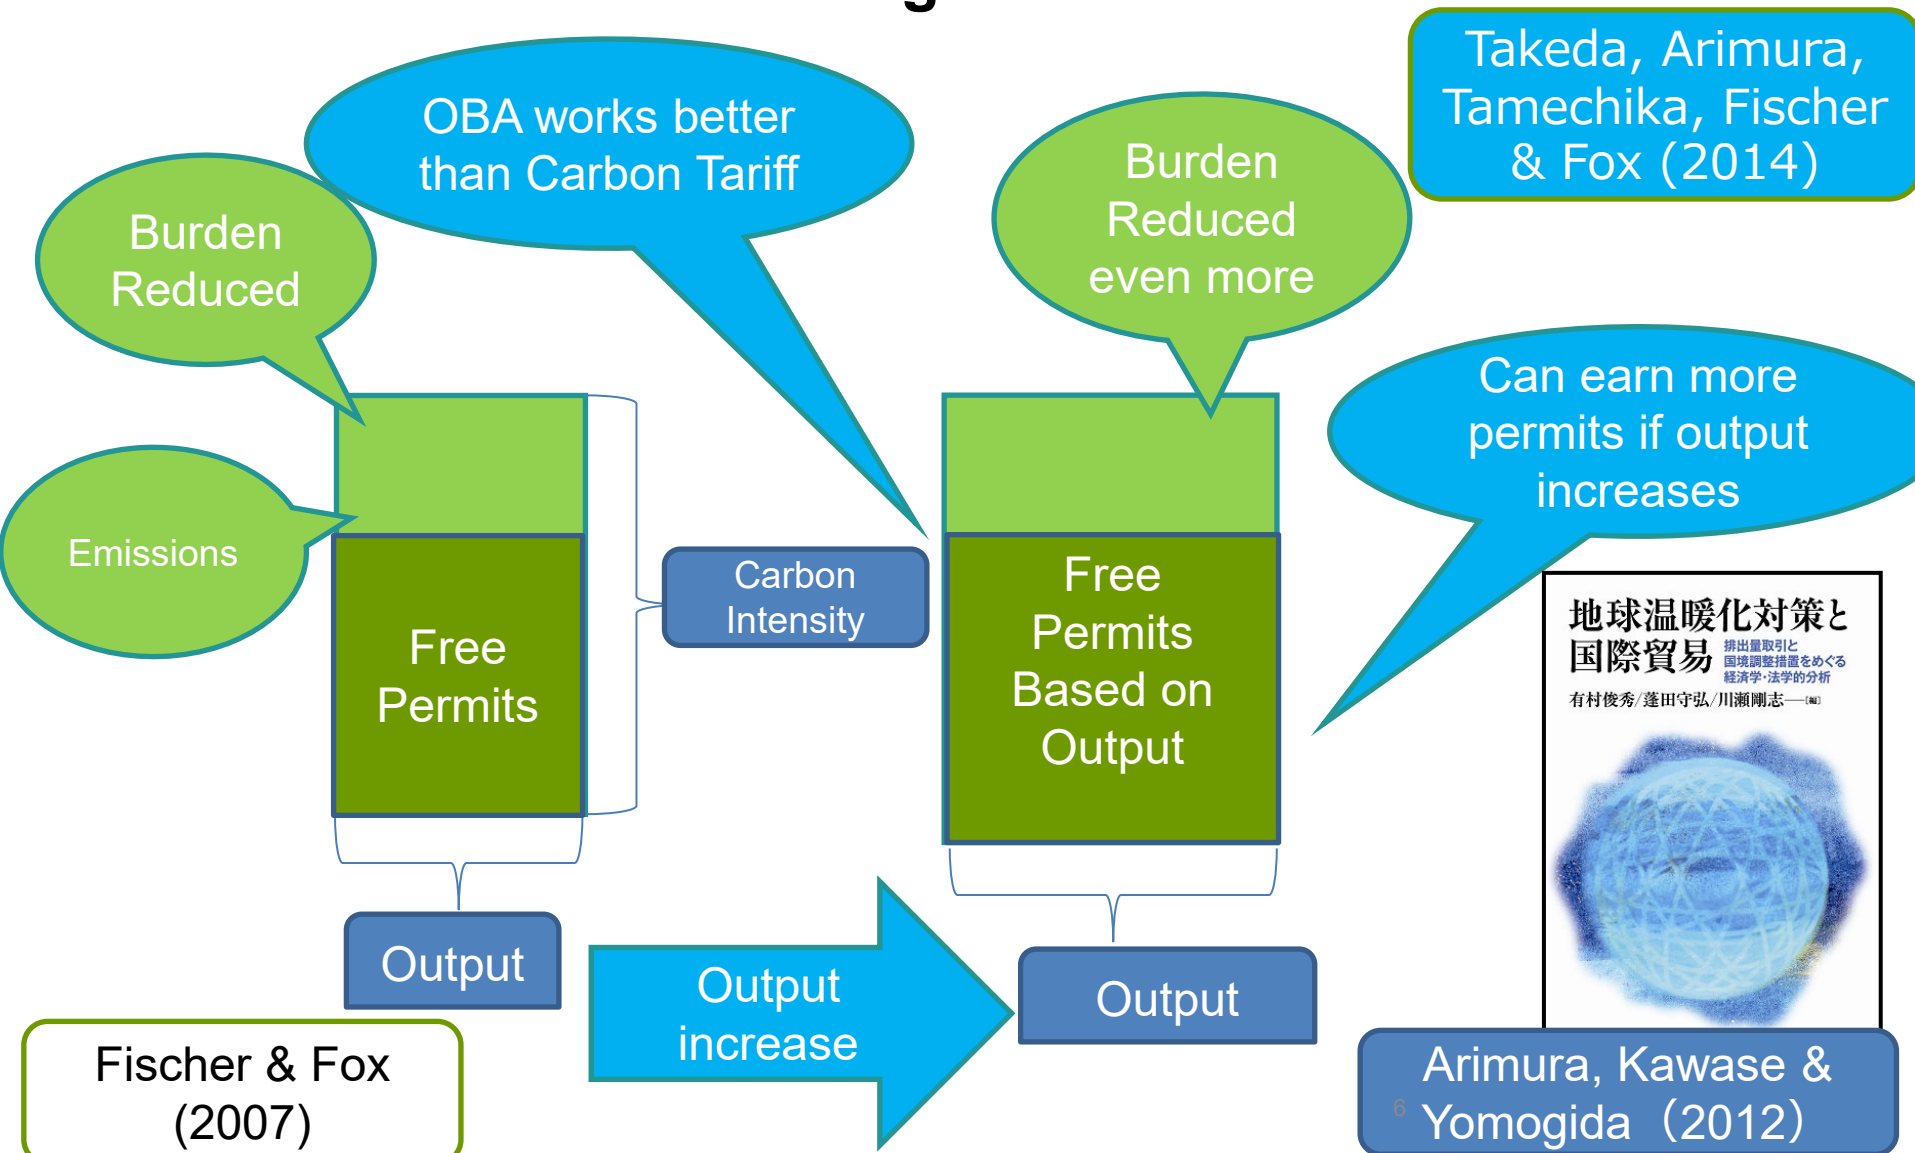 OBA works better
than Carbon Tariff
Takeda, Arimura,
Tamechika, Fischer
& Fox (2014)
Burden
Reduced
Burden
Reduced
even more
Can earn more
permits if output
increases
Emissions
Free
Permits
Carbon
Intensity
Free
Permits
Based on
Output
地球温暖化対策と
国際貿易
排出量取引と
国境調整措置をめぐる
経済学・法学的分析
有村俊秀/蓬田守弘/川瀬剛志―[編]
Output
Output
increase
Output
Fischer & Fox
(2007)
Arimura, Kawase &
Yomogida（2012）
6